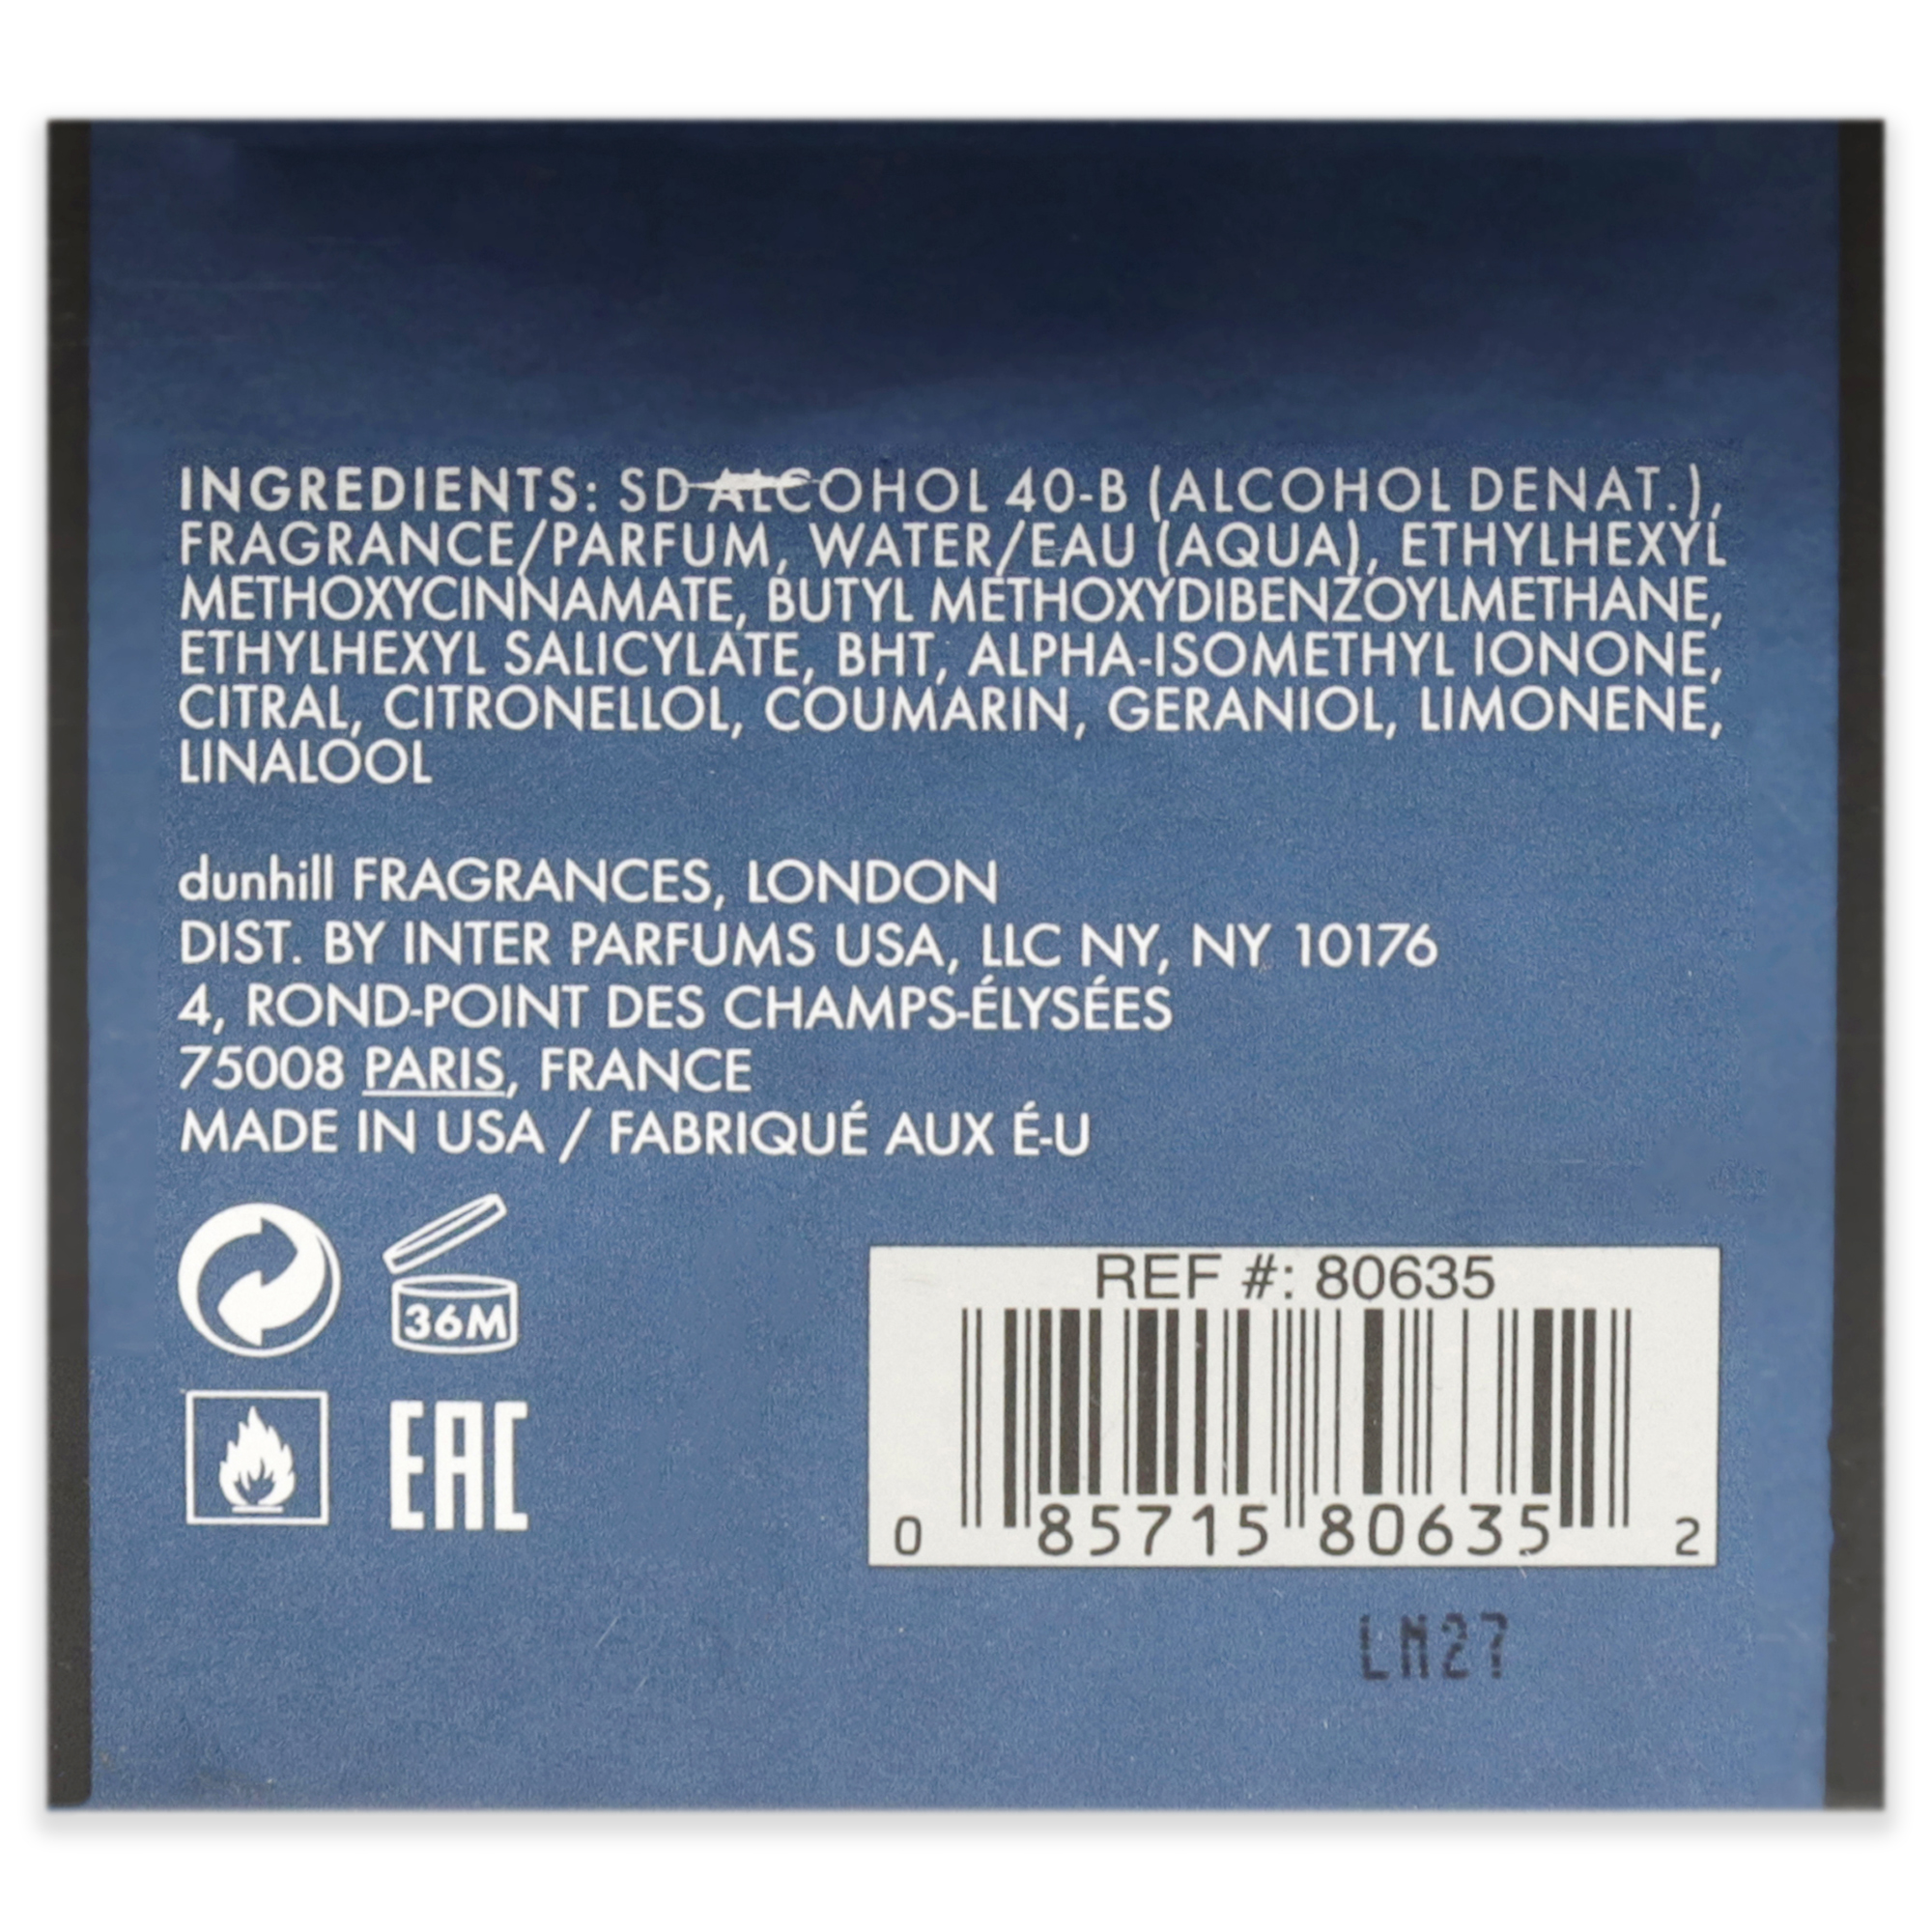 INGREDIENTS: SD ALCOHOL 40-B (ALCOHOL DENAT.),
FRAGRANCE/PARFUM, WATER/EAU (AQUA), ETHYLHEXYL
METHOXYCINNAMATE, BUTYL METHOXYDIBENZOYLMETHANE,
ETHYLHEXYL SALICYLATE, BHT, ALPHA-ISOMETHYL IONONE,
CITRAL, CITRONELLOL, COUMARIN, GERANIOL, LIMONENE,
LINALOOL
dunhill FRAGRANCES, LONDON
DIST. BY INTER PARFUMS USA, LLC NY, NY 10176
4, ROND-POINT DES CHAMPS-ÉLYSÉES
75008 PARIS, FRANCE
MADE IN USA / FABRIQUÉ AUX É-U
36M
EAC
REF #: 80635
0 85715 80635 2
LM27